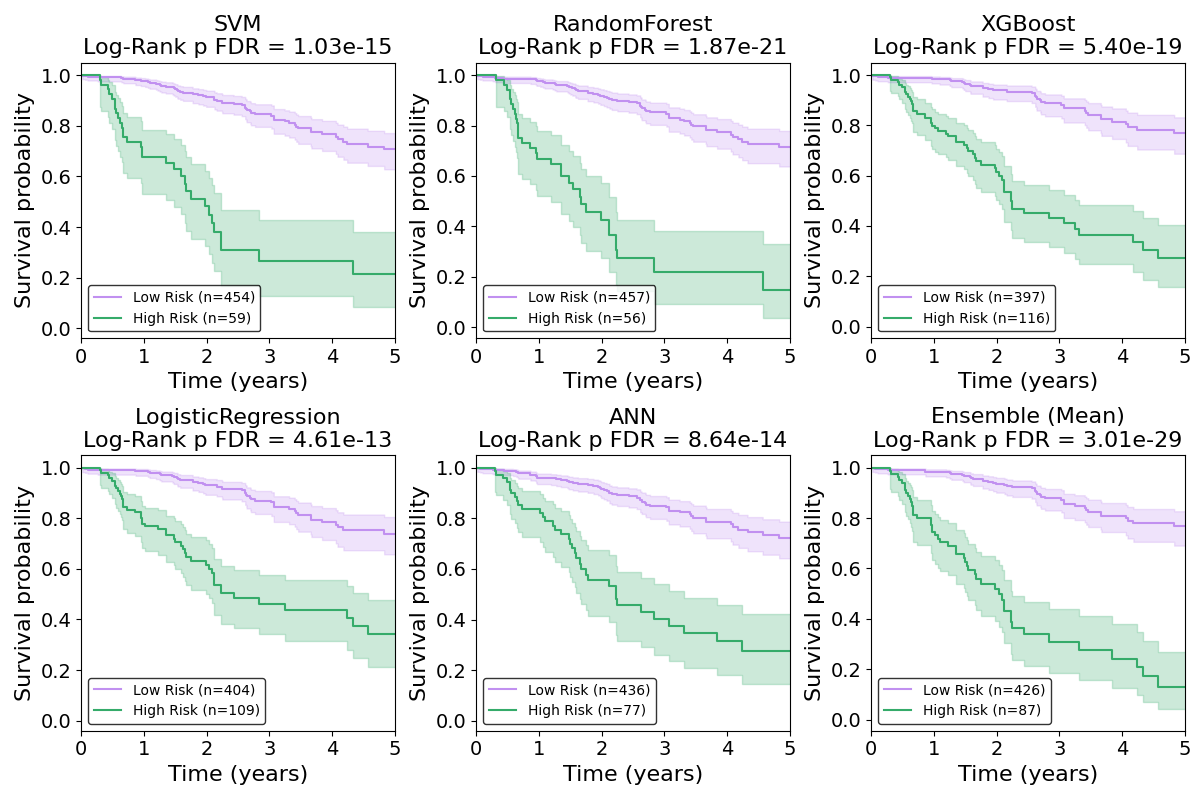 SVM
Log-Rank p FDR = 1.03e-15
Survival probability
1.0
0.8
0.6
0.4
0.2
0.0
Low Risk (n=454)
High Risk (n=59)
0 1 2 3 4 5
Time (years)
RandomForest
Log-Rank p FDR = 1.87e-21
Survival probability
1.0
0.8
0.6
0.4
0.2
0.0
Low Risk (n=457)
High Risk (n=56)
0 1 2 3 4 5
Time (years)
XGBoost
Log-Rank p FDR = 5.40e-19
Survival probability
1.0
0.8
0.6
0.4
0.2
0.0
Low Risk (n=397)
High Risk (n=116)
0 1 2 3 4 5
Time (years)
LogisticRegression
Log-Rank p FDR = 4.61e-13
Survival probability
1.0
0.8
0.6
0.4
0.2
0.0
Low Risk (n=404)
High Risk (n=109)
0 1 2 3 4 5
Time (years)
ANN
Log-Rank p FDR = 8.64e-14
Survival probability
1.0
0.8
0.6
0.4
0.2
0.0
Low Risk (n=436)
High Risk (n=77)
0 1 2 3 4 5
Time (years)
Ensemble (Mean)
Log-Rank p FDR = 3.01e-29
Survival probability
1.0
0.8
0.6
0.4
0.2
0.0
Low Risk (n=426)
High Risk (n=87)
0 1 2 3 4 5
Time (years)